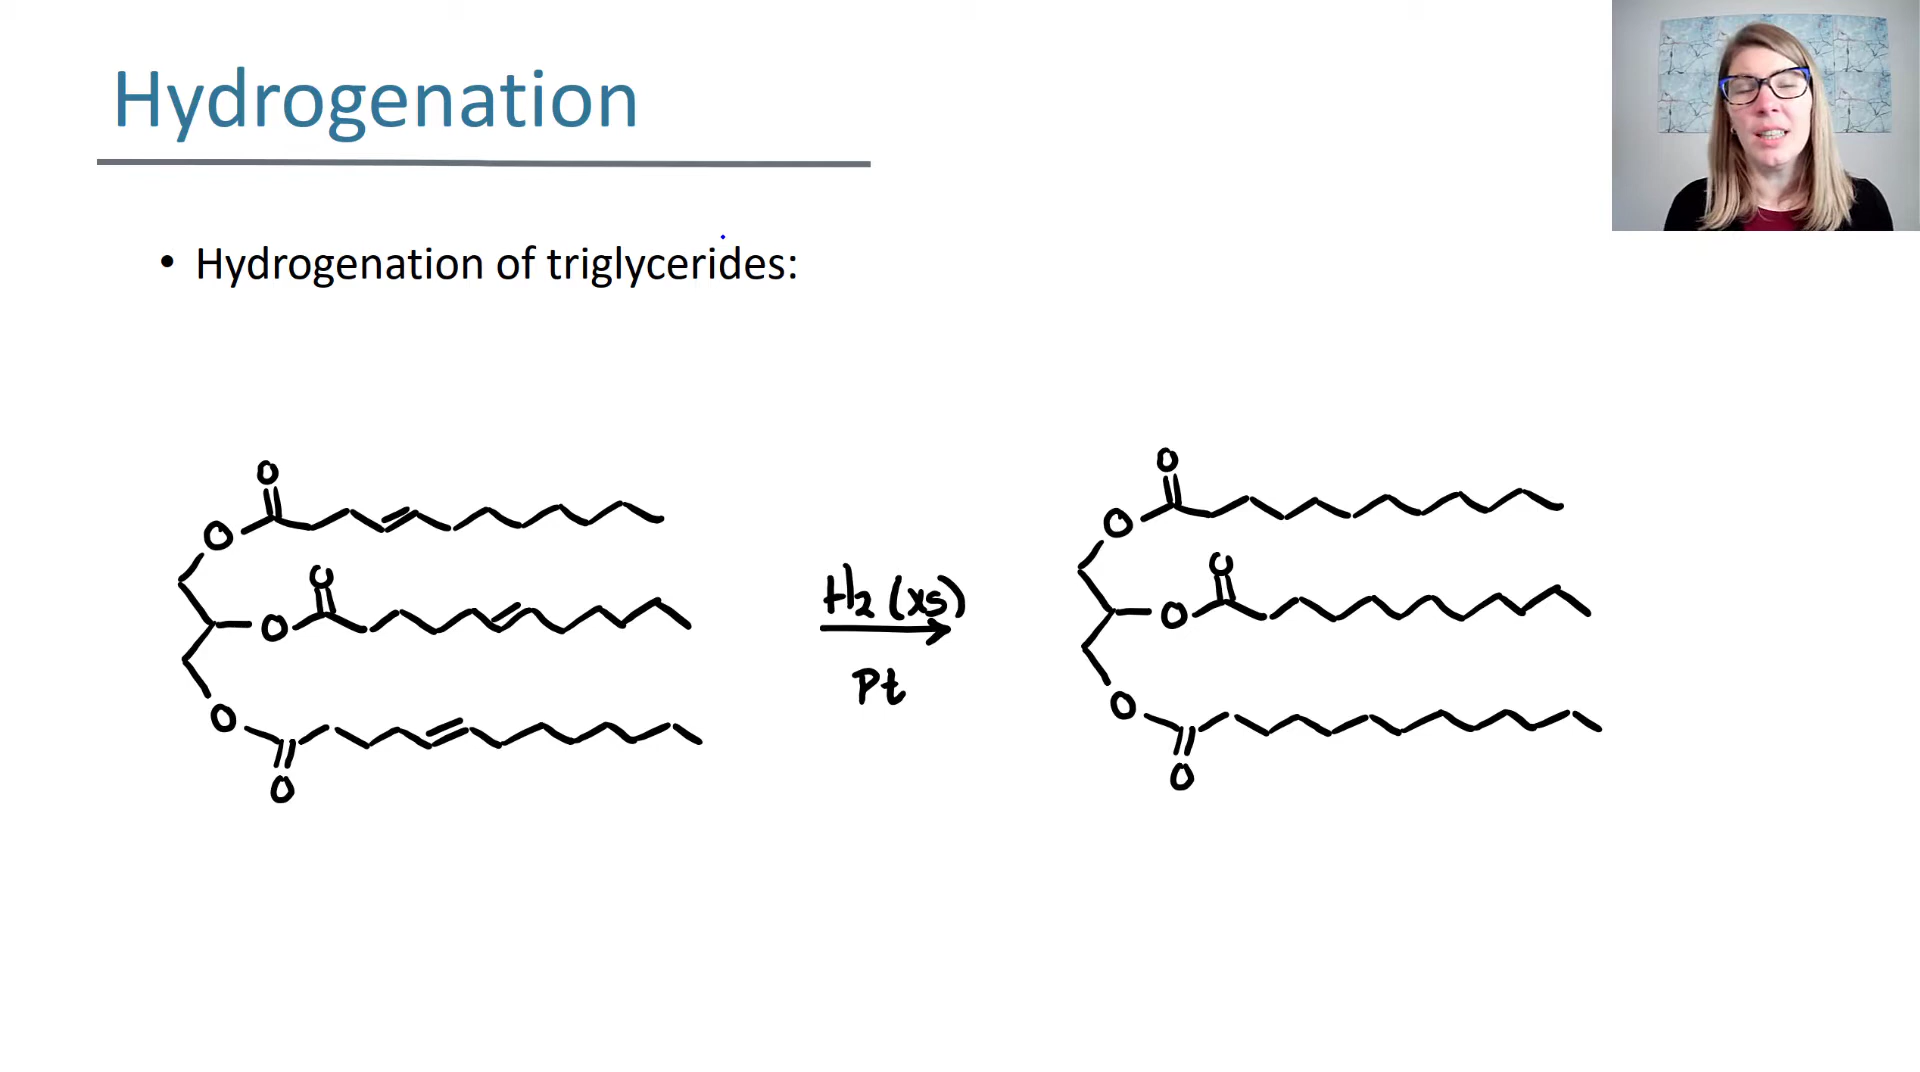 Hydrogenation
• Hydrogenation of triglycerides:
O
O
O
O
O
O
H₂ (xs)
Pt
O
O
O
O
O
O